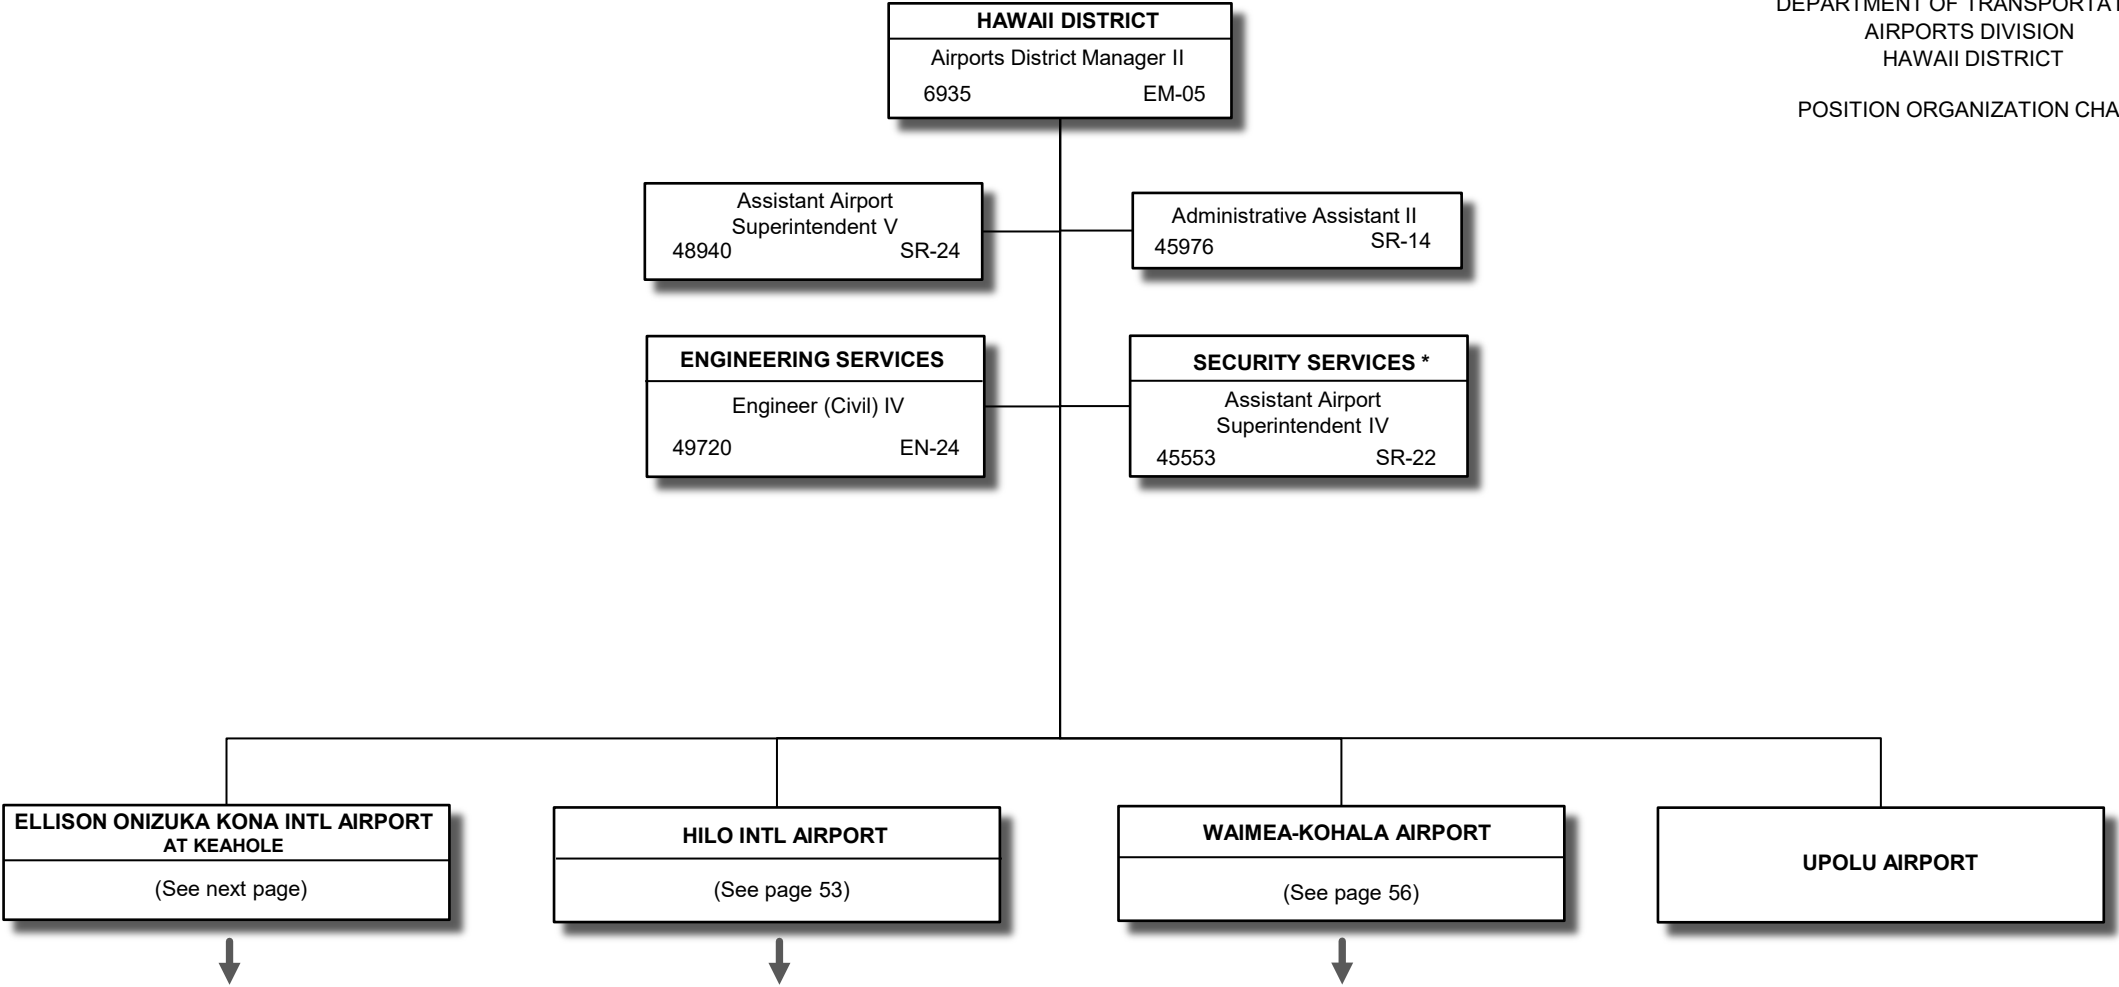 HAWAII DISTRICT
Airports District Manager II
6935 EM-05
DEPARTMENT OF
AIRPORTS DIVISION
HAWAII DISTRICT
POSITION ORGANIZATION
Assistant Airport
Superintendent V
48940 SR-24
Administrative Assistant II
45976 SR-14
ENGINEERING SERVICES
Engineer (Civil) IV
49720 EN-24
SECURITY SERVICES *
Assistant Airport
Superintendent IV
45553 SR-22
ELLISON ONIZUKA KONA INTL AIRPORT
AT KEAHOLE
(See next page)
HILO INTL AIRPORT
(See page 53)
WAIMEA-KOHALA AIRPORT
(See page 56)
UPOLU AIRPORT